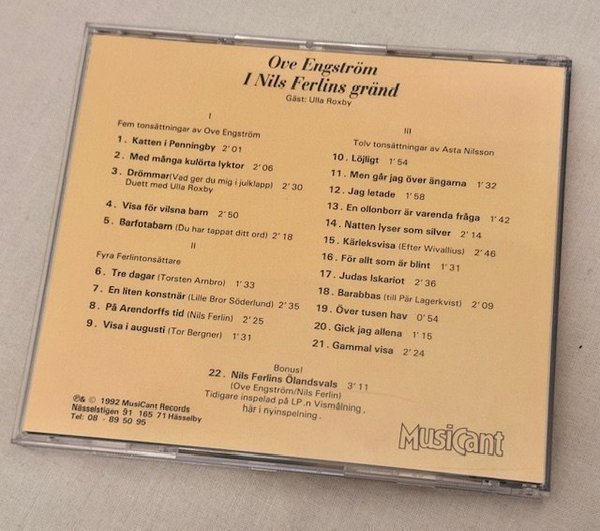 Ove Engström
I Nils Ferlins gränd
Gäst: Ulla Roxby
I
Fem tonsättningar av Ove Engström
1. Katten i Penningby 2'01
2. Med många kulörta lyktor 2'06
3. Drömmar (Vad ger du mig i julklapp) 2'30
Duett med Ulla Roxby
4. Visa för vilsna barn 2'50
5. Barfotabarn (Du har tappat ditt ord) 2'18
II
Fyra Ferlintonsättare
6. Tre dagar (Torsten Arnbro) 1'33
7. En liten konstnär (Lille Bror Söderlund) 2'35
8. På Arendorffs tid (Nils Ferlin) 2'25
9. Visa i augusti (Tor Bergner) 1'31
III
Tolv tonsättningar av Asta Nilsson
10. Löjligt 1'54
11. Men går jag över ängarna 1'32
12. Jag letade 1'58
13. En ollonborr är varenda fråga 1'42
14. Natten lyser som silver 2'14
15. Kärleksvisa (Efter Wivallius) 2'46
16. För allt som är blint 1'31
17. Judas Iskariot 2'36
18. Barabbas (till Pär Lagerkvist) 2'09
19. Över tusen hav 0'54
20. Gick jag allena 1'15
21. Gammal visa 2'24
Bonus!
22. Nils Ferlins Ölandsvals 3'11
(Ove Engström/Nils Ferlin)
Tidigare inspelad på LP.n Vismålning,
här i nyinspelning.
℗& © 1992 MusiCant Records
Nässelstigen 91 165 71 Hässelby
Tel: 08 - 89 50 95
MusiCant